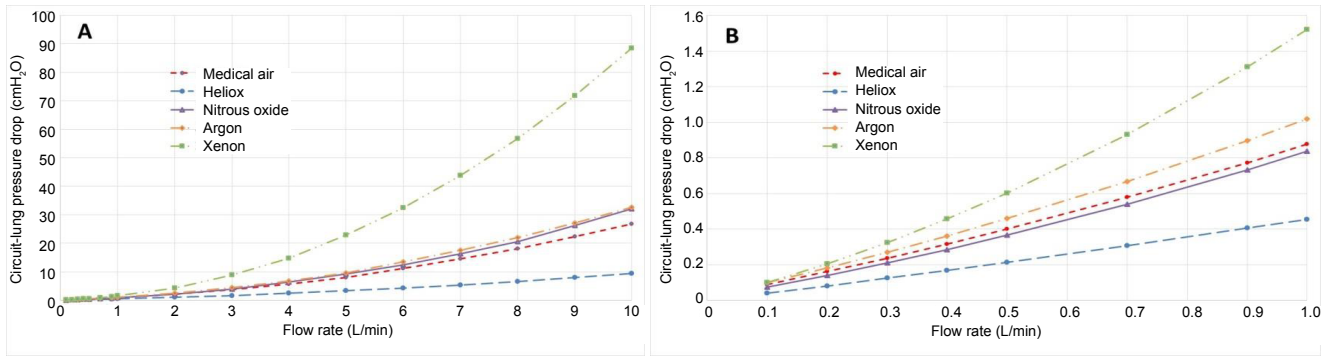 A
100
90
80
70
60
50
40
30
20
10
0
Circuit-lung pressure drop (cmH₂O)
Medical air
Heliox
Nitrous oxide
Argon
Xenon
0 1 2 3 4 5 6 7 8 9 10
Flow rate (L/min)
B
1.6
1.4
1.2
1.0
0.8
0.6
0.4
0.2
0
Circuit-lung pressure drop (cmH₂O)
Medical air
Heliox
Nitrous oxide
Argon
Xenon
0 0.1 0.2 0.3 0.4 0.5 0.6 0.7 0.8 0.9 1.0
Flow rate (L/min)